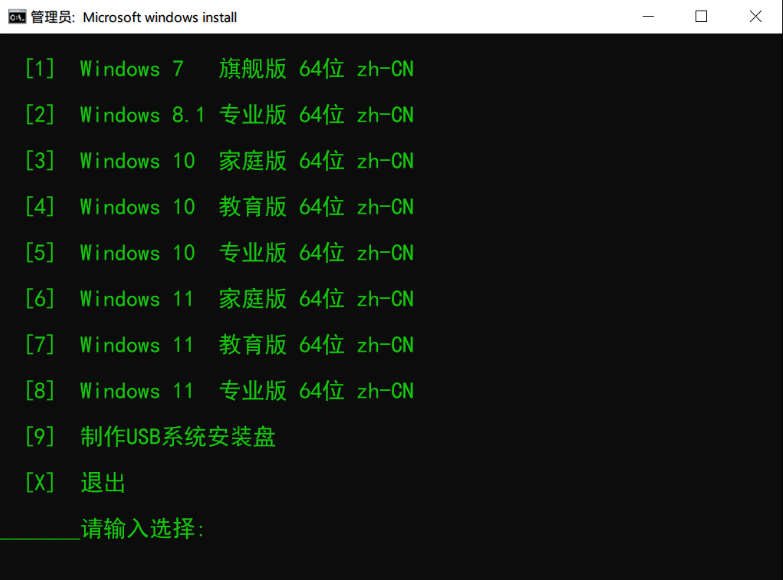 管理员: Microsoft windows install
[1] Windows 7 旗舰版 64位 zh-CN
[2] Windows 8.1 专业版 64位 zh-CN
[3] Windows 10 家庭版 64位 zh-CN
[4] Windows 10 教育版 64位 zh-CN
[5] Windows 10 专业版 64位 zh-CN
[6] Windows 11 家庭版 64位 zh-CN
[7] Windows 11 教育版 64位 zh-CN
[8] Windows 11 专业版 64位 zh-CN
[9] 制作USB系统安装盘
[X] 退出
_______请输入选择: